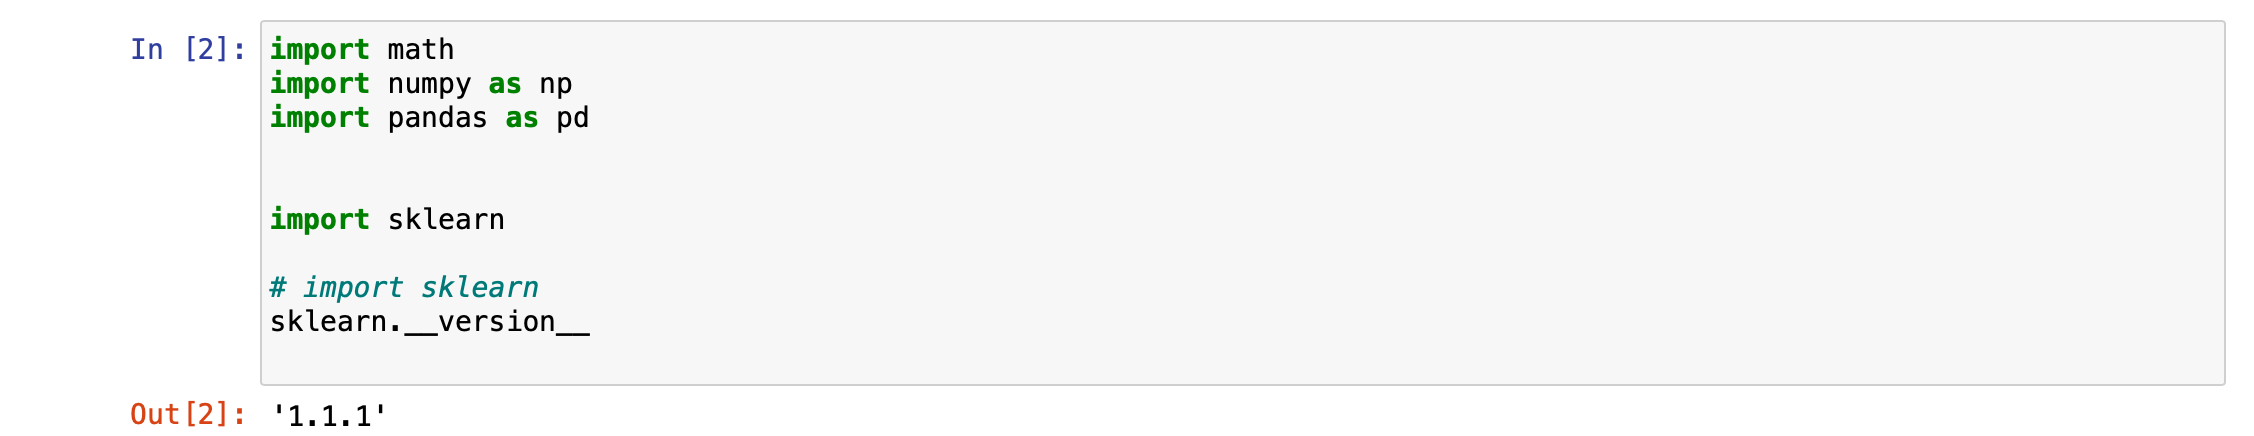 In [2]: import math
import numpy as np
import pandas as pd
import sklearn
# import sklearn
sklearn.__version__
Out[2]: '1.1.1'